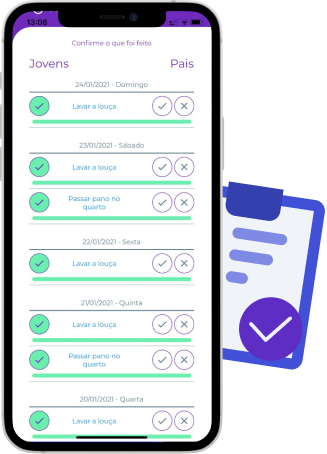 13:08
Confirme o que foi feito
Jovens Pais
24/01/2021 - Domingo
Lavar a louça
23/01/2021 - Sábado
Lavar a louça
Passar pano no
quarto
22/01/2021 - Sexta
Lavar a louça
21/01/2021 - Quinta
Lavar a louça
Passar pano no
quarto
20/01/2021 - Quarta
Lavar a louça